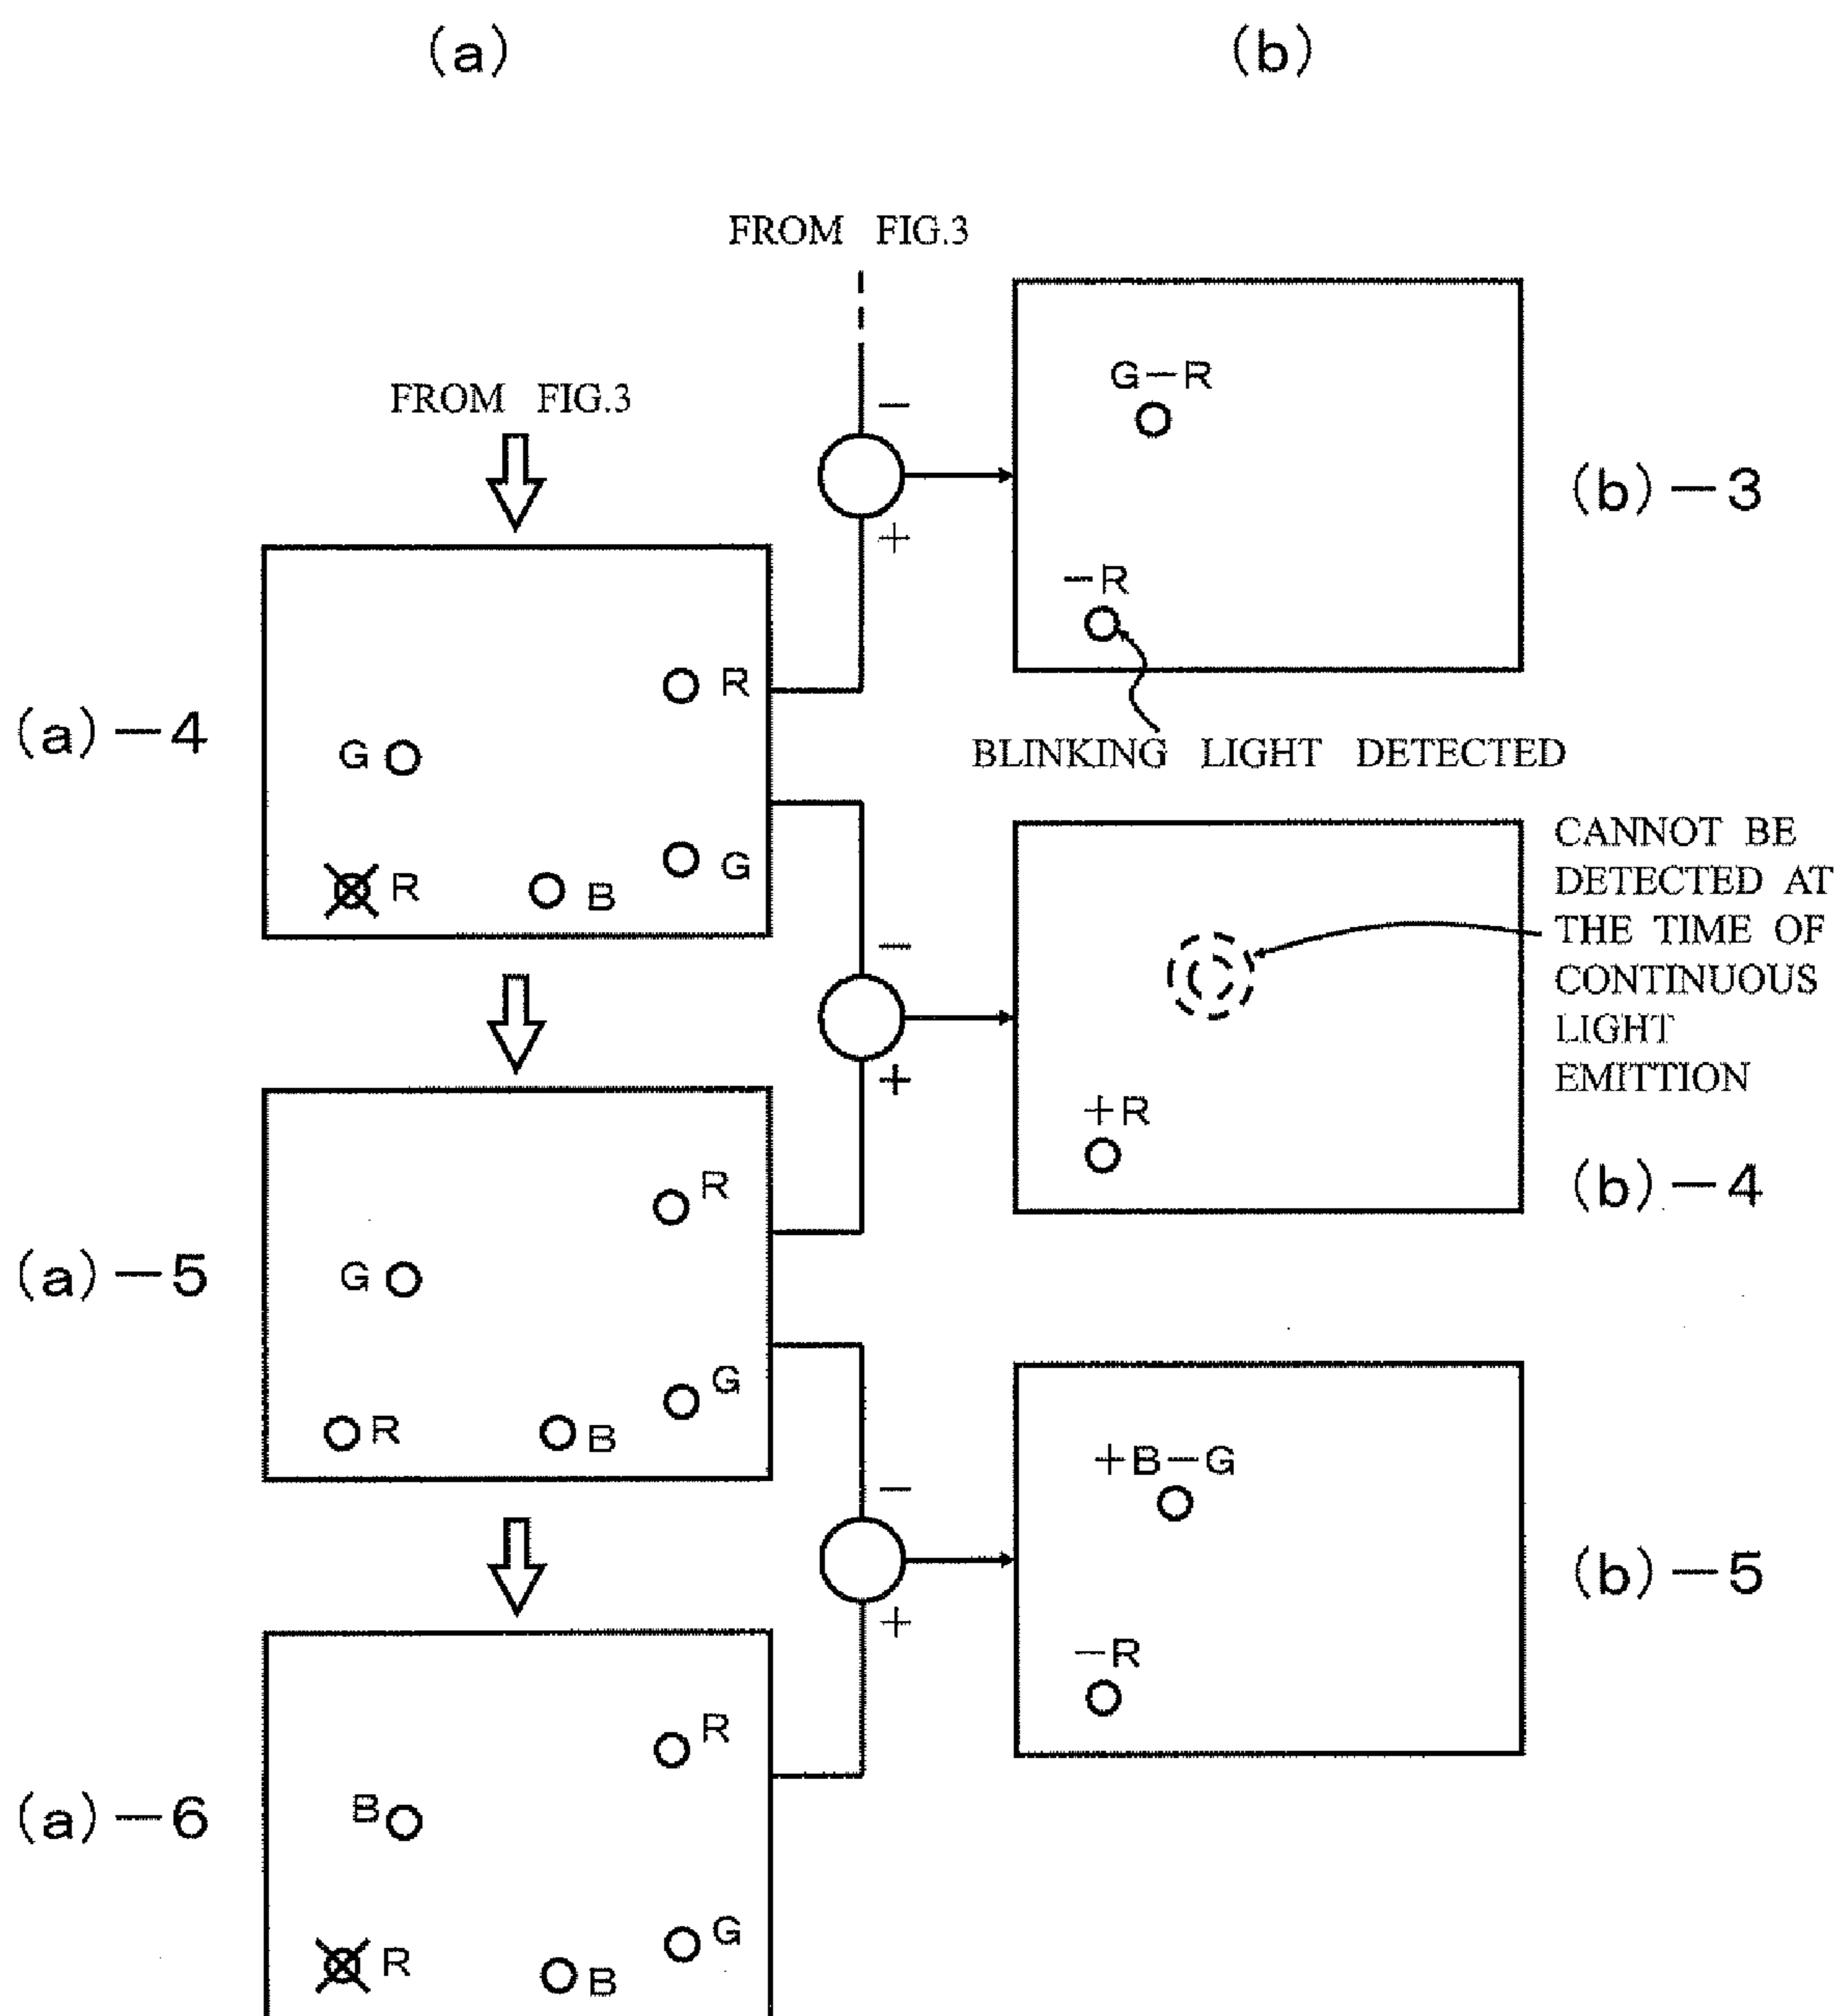 (a)
(b)
FROM FIG.3
FROM FIG.3
−
+
G−R
−R
(b)−3
BLINKING LIGHT DETECTED
(a)−4
R
G
R
B
G
−
+
CANNOT BE
DETECTED AT
THE TIME OF
CONTINUOUS
LIGHT
EMITTION
+R
(b)−4
(a)−5
R
G
R
B
G
−
+
+B−G
−R
(b)−5
(a)−6
R
B
R
B
G